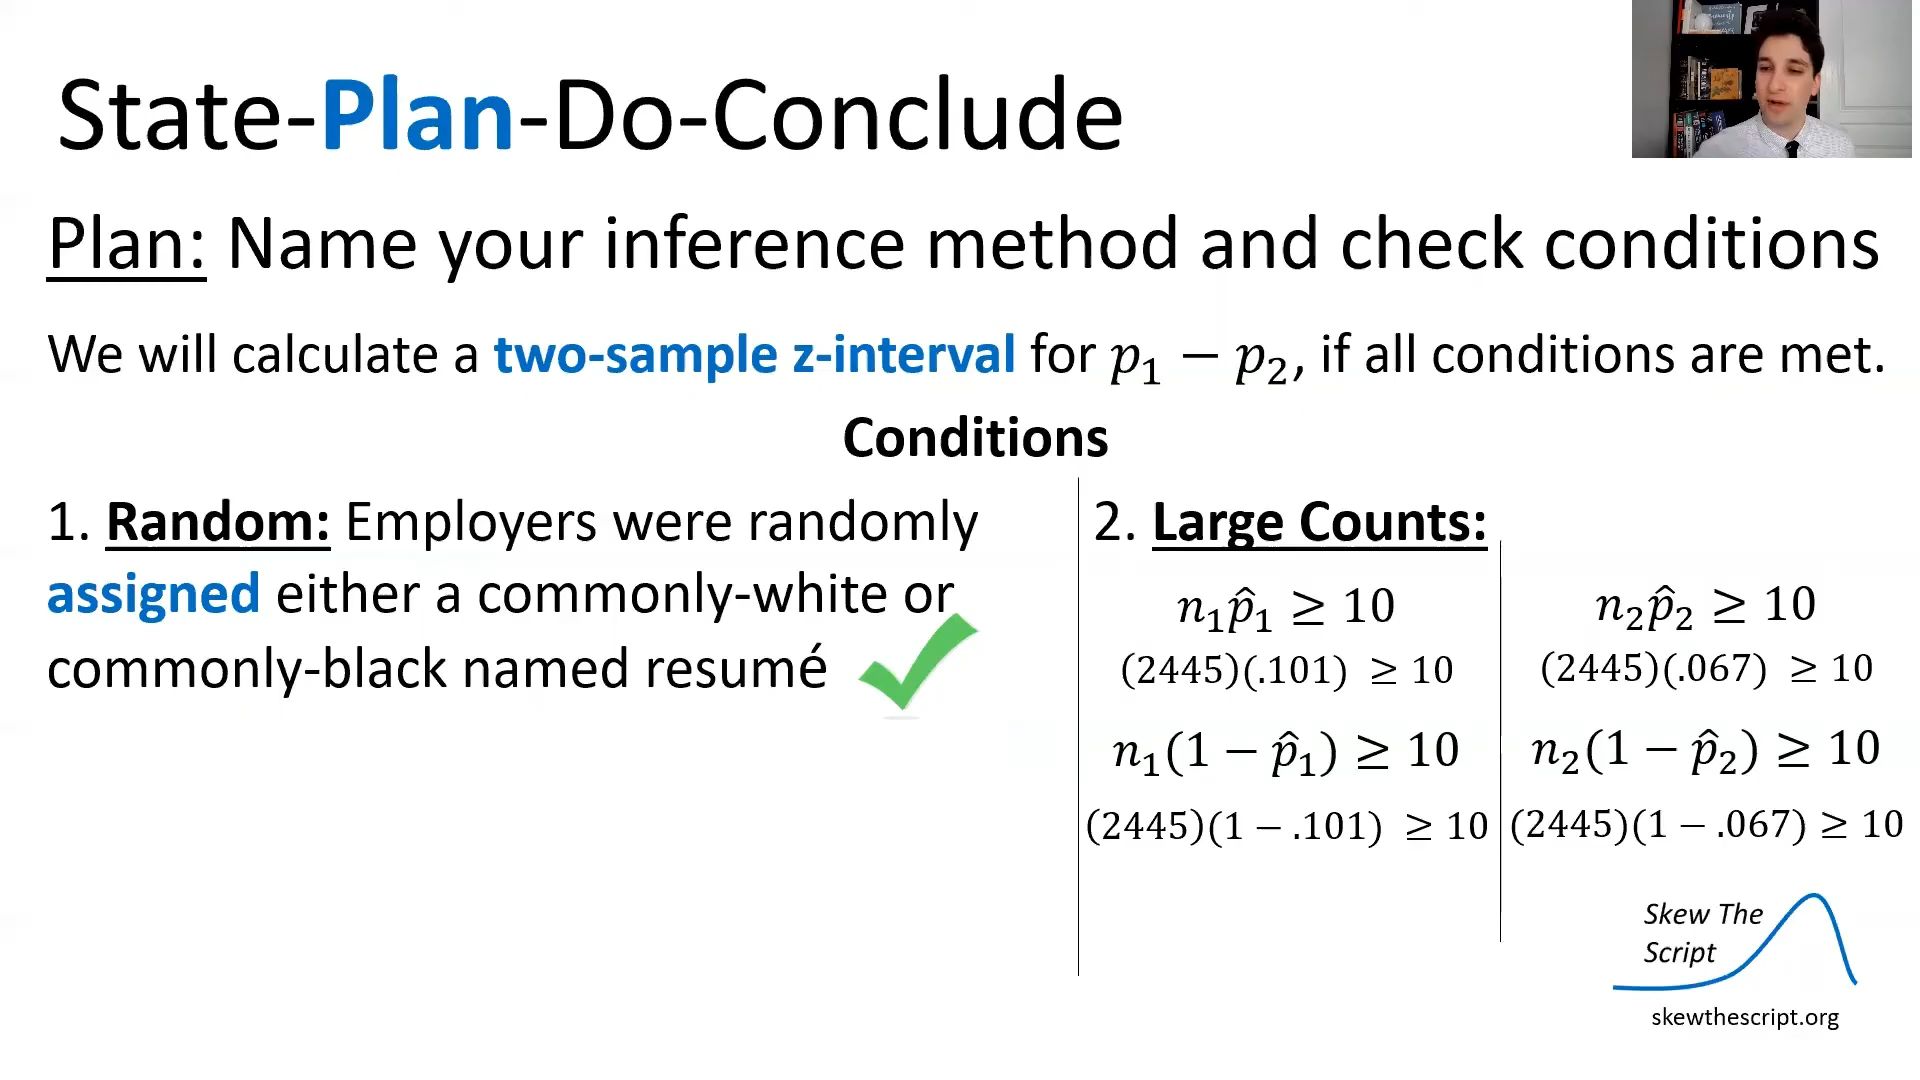 State-Plan-Do-Conclude
Plan: Name your inference method and check conditions
We will calculate a two-sample z-interval for p₁ − p₂, if all conditions are met.
Conditions
1. Random: Employers were randomly
assigned either a commonly-white or
commonly-black named resumé
2. Large Counts:
n₁p̂₁ ≥ 10
(2445)(.101) ≥ 10
n₁(1 − p̂₁) ≥ 10
(2445)(1 − .101) ≥ 10
n₂p̂₂ ≥ 10
(2445)(.067) ≥ 10
n₂(1 − p̂₂) ≥ 10
(2445)(1 − .067) ≥ 10
Skew The
Script
skewthescript.org